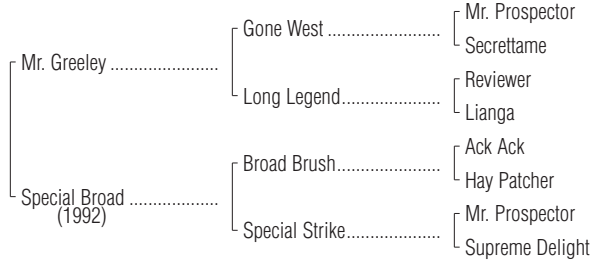 Mr. Prospector
Gone West
Secrettame
Mr. Greeley
Reviewer
Long Legend
Lianga
Ack Ack
Broad Brush
Hay Patcher
Special Broad
(1992)
Mr. Prospector
Special Strike
Supreme Delight